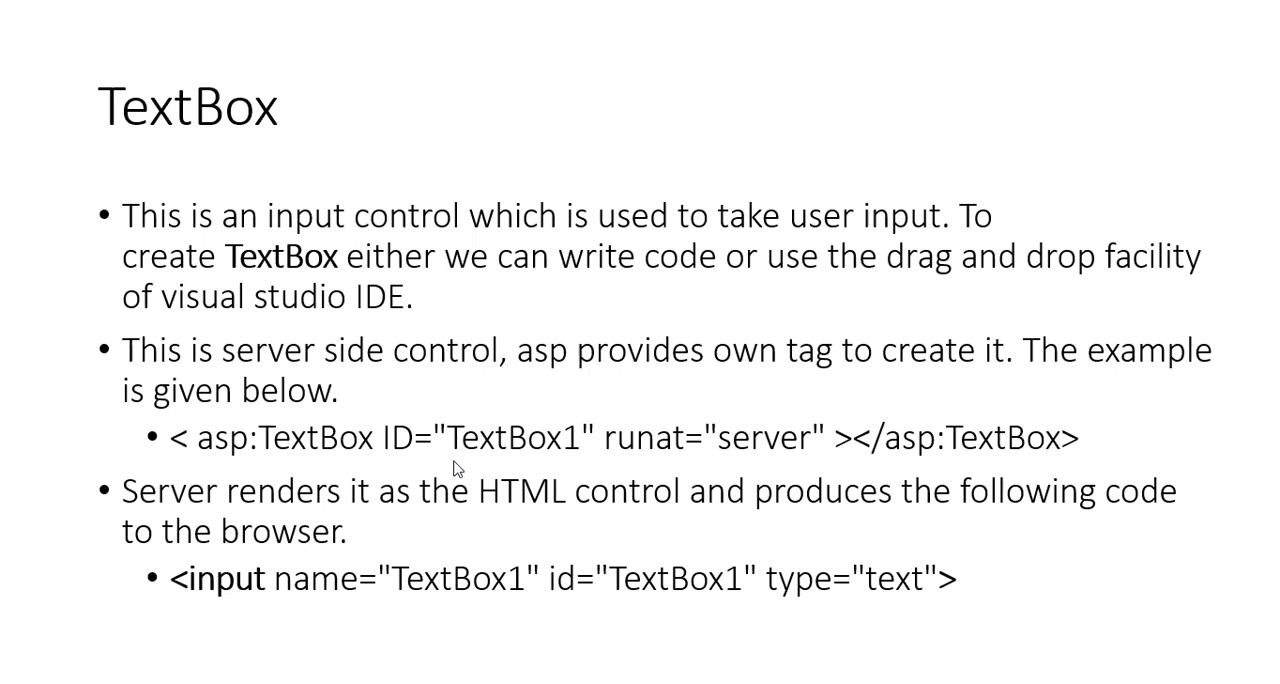 TextBox
• This is an input control which is used to take user input. To
create TextBox either we can write code or use the drag and drop facility
of visual studio IDE.
• This is server side control, asp provides own tag to create it. The example
is given below.
• < asp:TextBox ID="TextBox1" runat="server" ></asp:TextBox>
• Server renders it as the HTML control and produces the following code
to the browser.
• <input name="TextBox1" id="TextBox1" type="text">